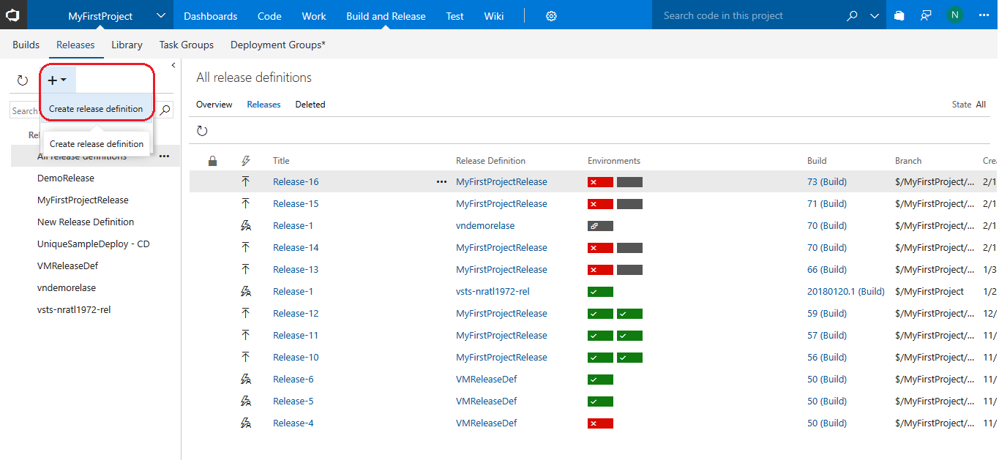 MyFirstProject Dashboards Code Work Build and Release Test Wiki Search code in this project N
Builds Releases Library Task Groups Deployment Groups*
All release definitions
Create release definition
Overview Releases Deleted State All
Search
Create release definition
All release definitions
DemoRelease
MyFirstProjectRelease
New Release Definition
UniqueSampleDeploy - CD
VMReleaseDef
vndemorelase
vsts-nratl1972-rel
Title Release Definition Environments Build Branch
Release-16 MyFirstProjectRelease 73 (Build) $/MyFirstProject/... 2/1
Release-15 MyFirstProjectRelease 71 (Build) $/MyFirstProject/... 2/1
Release-1 vndemorelase 70 (Build) $/MyFirstProject/... 2/1
Release-14 MyFirstProjectRelease 70 (Build) $/MyFirstProject/... 2/1
Release-13 MyFirstProjectRelease 66 (Build) $/MyFirstProject/... 1/3
Release-1 vsts-nratl1972-rel 20180120.1 (Build) $/MyFirstProject 1/2
Release-12 MyFirstProjectRelease 59 (Build) $/MyFirstProject/... 12/
Release-11 MyFirstProjectRelease 57 (Build) $/MyFirstProject/... 11/
Release-10 MyFirstProjectRelease 56 (Build) $/MyFirstProject/... 11/
Release-6 VMReleaseDef 50 (Build) $/MyFirstProject/... 11/
Release-5 VMReleaseDef 50 (Build) $/MyFirstProject/... 11/
Release-4 VMReleaseDef 50 (Build) $/MyFirstProject/... 11/